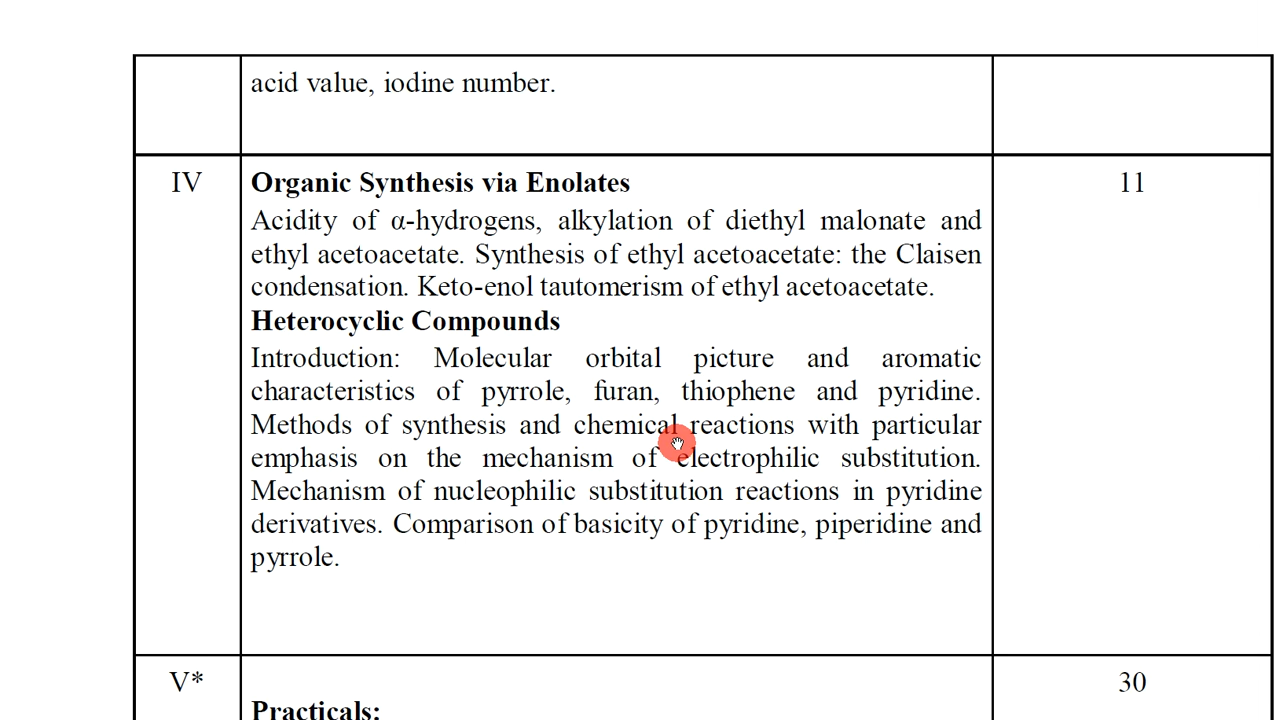 acid value, iodine number.
IV
Organic Synthesis via Enolates
11
Acidity of α-hydrogens, alkylation of diethyl malonate and
ethyl acetoacetate. Synthesis of ethyl acetoacetate: the Claisen
condensation. Keto-enol tautomerism of ethyl acetoacetate.
Heterocyclic Compounds
Introduction: Molecular orbital picture and aromatic
characteristics of pyrrole, furan, thiophene and pyridine.
Methods of synthesis and chemical reactions with particular
emphasis on the mechanism of electrophilic substitution.
Mechanism of nucleophilic substitution reactions in pyridine
derivatives. Comparison of basicity of pyridine, piperidine and
pyrrole.
V*
30
Practicals: